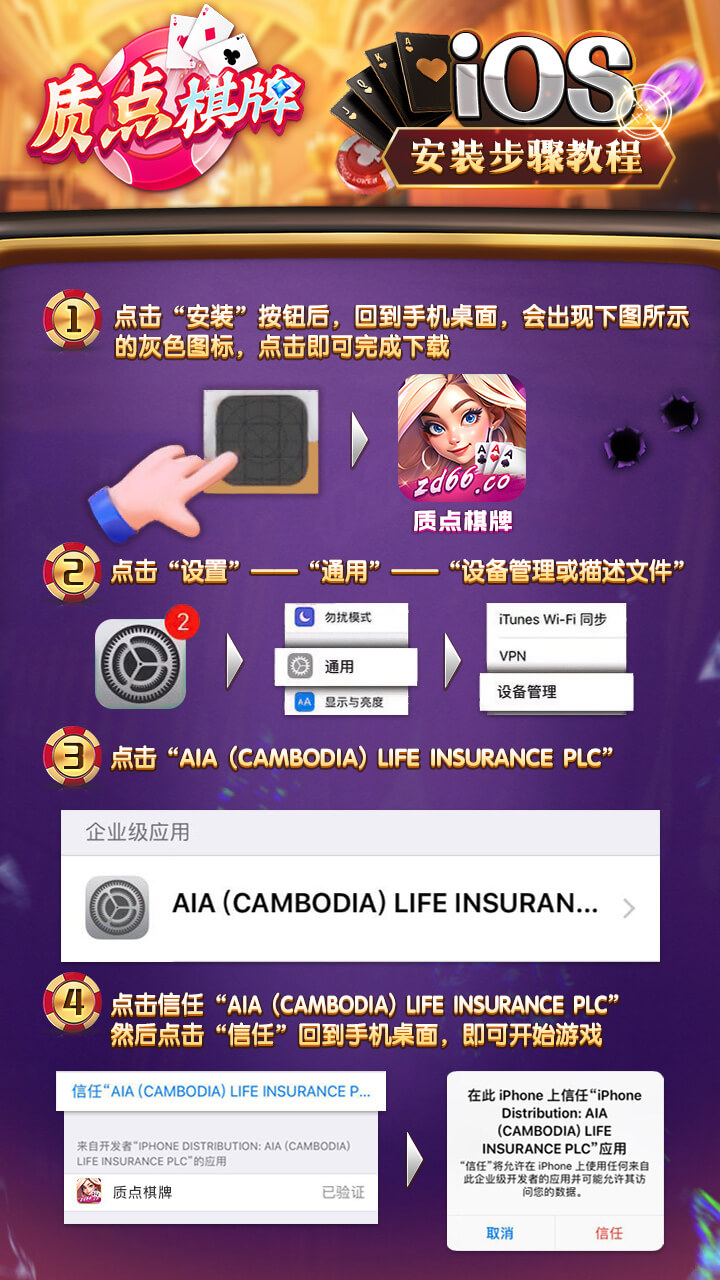 质点棋牌
iOS
安装步骤教程
1
点击“安装”按钮后，回到手机桌面，会出现下图所示
的灰色图标，点击即可完成下载
zd66.co
质点棋牌
2
点击“设置”——“通用”——“设备管理或描述文件”
2
勿扰模式
通用
显示与亮度
iTunes Wi-Fi 同步
VPN
设备管理
3
点击“AIA（CAMBODIA）LIFE INSURANCE PLC”
企业级应用
AIA (CAMBODIA) LIFE INSURAN...
4
点击信任“AIA（CAMBODIA）LIFE INSURANCE PLC”
然后点击“信任”回到手机桌面，即可开始游戏
信任“AIA (CAMBODIA) LIFE INSURANCE P...
来自开发者“IPHONE DISTRIBUTION: AIA (CAMBODIA)
LIFE INSURANCE PLC”的应用
质点棋牌
已验证
在此 iPhone 上信任“iPhone
Distribution: AIA
(CAMBODIA) LIFE
INSURANCE PLC”应用
“信任”将允许在 iPhone 上使用任何来自
此企业级开发者的应用并可能允许其访
问您的数据。
取消
信任